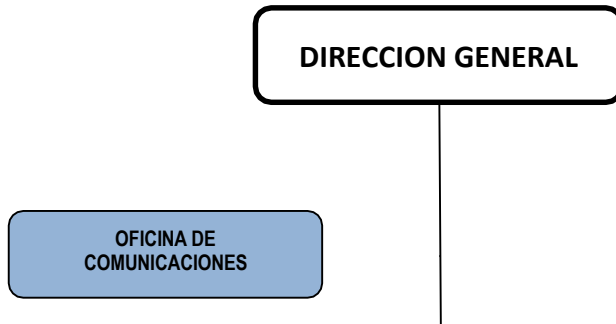 DIRECCION GENERAL
OFICINA DE
COMUNICACIONES